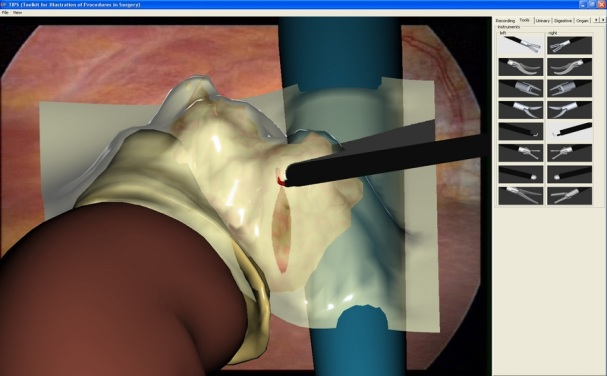 TIPS (Toolkit for Illustration of Procedures in Surgery)
File View
Recording Tools Urinary Digestive Organ
Instruments
left right